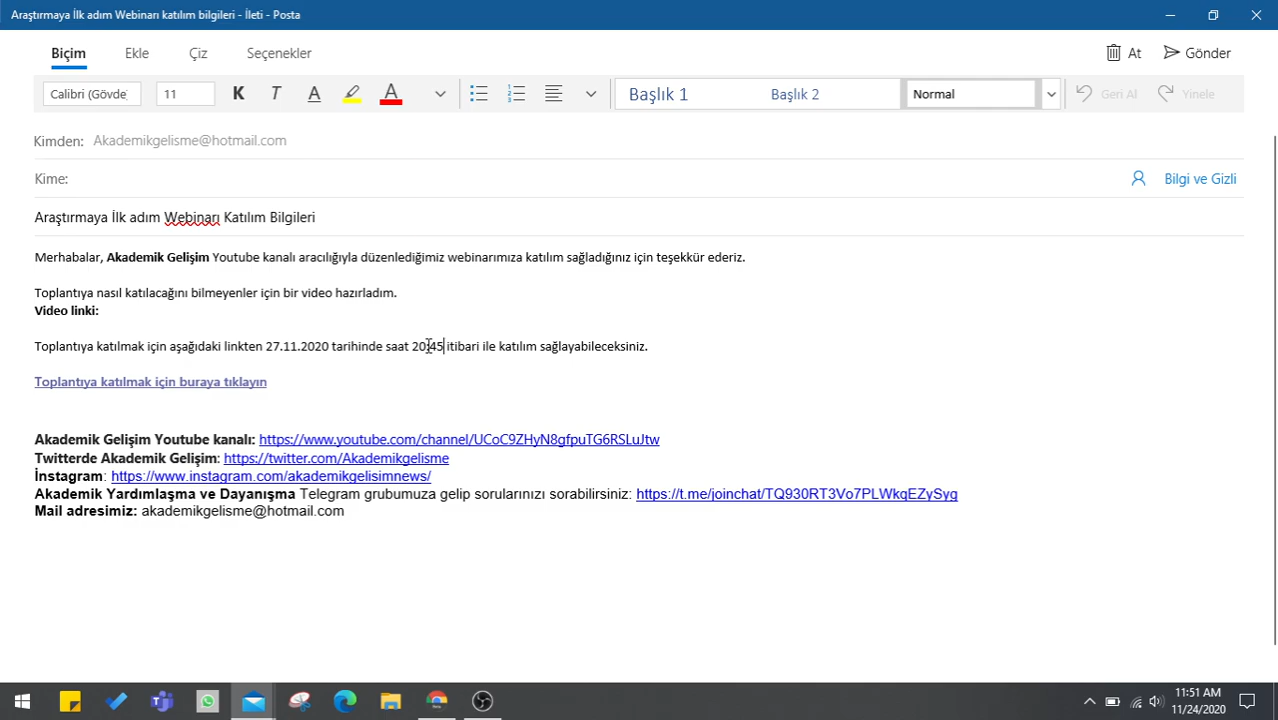 Araştırmaya İlk adım Webinarı katılım bilgileri - İleti - Posta
Biçim Ekle Çiz Seçenekler At Gönder
Calibri (Gövde 11 K T A A Başlık 1 Başlık 2 Normal Geri Al Yinele
Kimden: Akademikgelisme@hotmail.com
Kime: Bilgi ve Gizli
Araştırmaya İlk adım Webinarı Katılım Bilgileri
Merhabalar, Akademik Gelişim Youtube kanalı aracılığıyla düzenlediğimiz webinarımıza katılım sağladığınız için teşekkür ederiz.
Toplantıya nasıl katılacağını bilmeyenler için bir video hazırladım.
Video linki:
Toplantıya katılmak için aşağıdaki linkten 27.11.2020 tarihinde saat 20:45 itibari ile katılım sağlayabileceksiniz.
Toplantıya katılmak için buraya tıklayın
Akademik Gelişim Youtube kanalı: https://www.youtube.com/channel/UCoC9ZHyN8gfpuTG6RSLuJtw
Twitterde Akademik Gelişim: https://twitter.com/Akademikgelisme
İnstagram: https://www.instagram.com/akademikgelisimnews/
Akademik Yardımlaşma ve Dayanışma Telegram grubumuza gelip sorularınızı sorabilirsiniz: https://t.me/joinchat/TQ930RT3Vo7PLWkqEZySyg
Mail adresimiz: akademikgelisme@hotmail.com
11:51 AM
11/24/2020